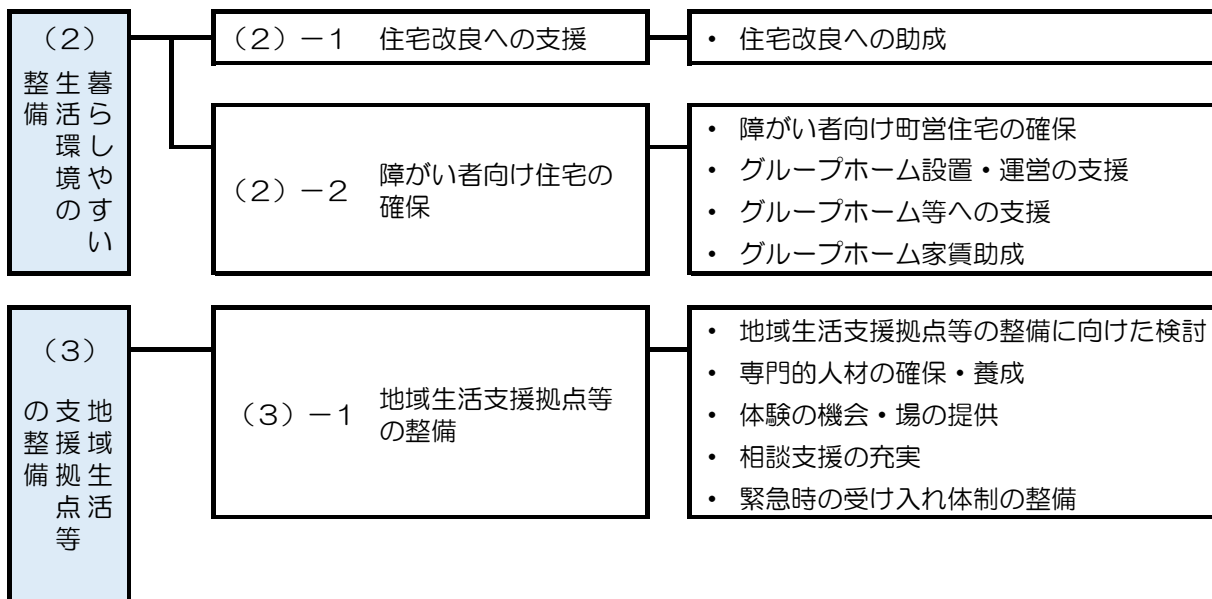 （２）
暮らしやすい
生活環境の
整備
（２）－１　住宅改良への支援
• 住宅改良への助成
（２）－２　障がい者向け住宅の
確保
• 障がい者向け町営住宅の確保
• グループホーム設置・運営の支援
• グループホーム等への支援
• グループホーム家賃助成
（３）
地域生活
支援拠点等
の整備
（３）－１　地域生活支援拠点等
の整備
• 地域生活支援拠点等の整備に向けた検討
• 専門的人材の確保・養成
• 体験の機会・場の提供
• 相談支援の充実
• 緊急時の受け入れ体制の整備